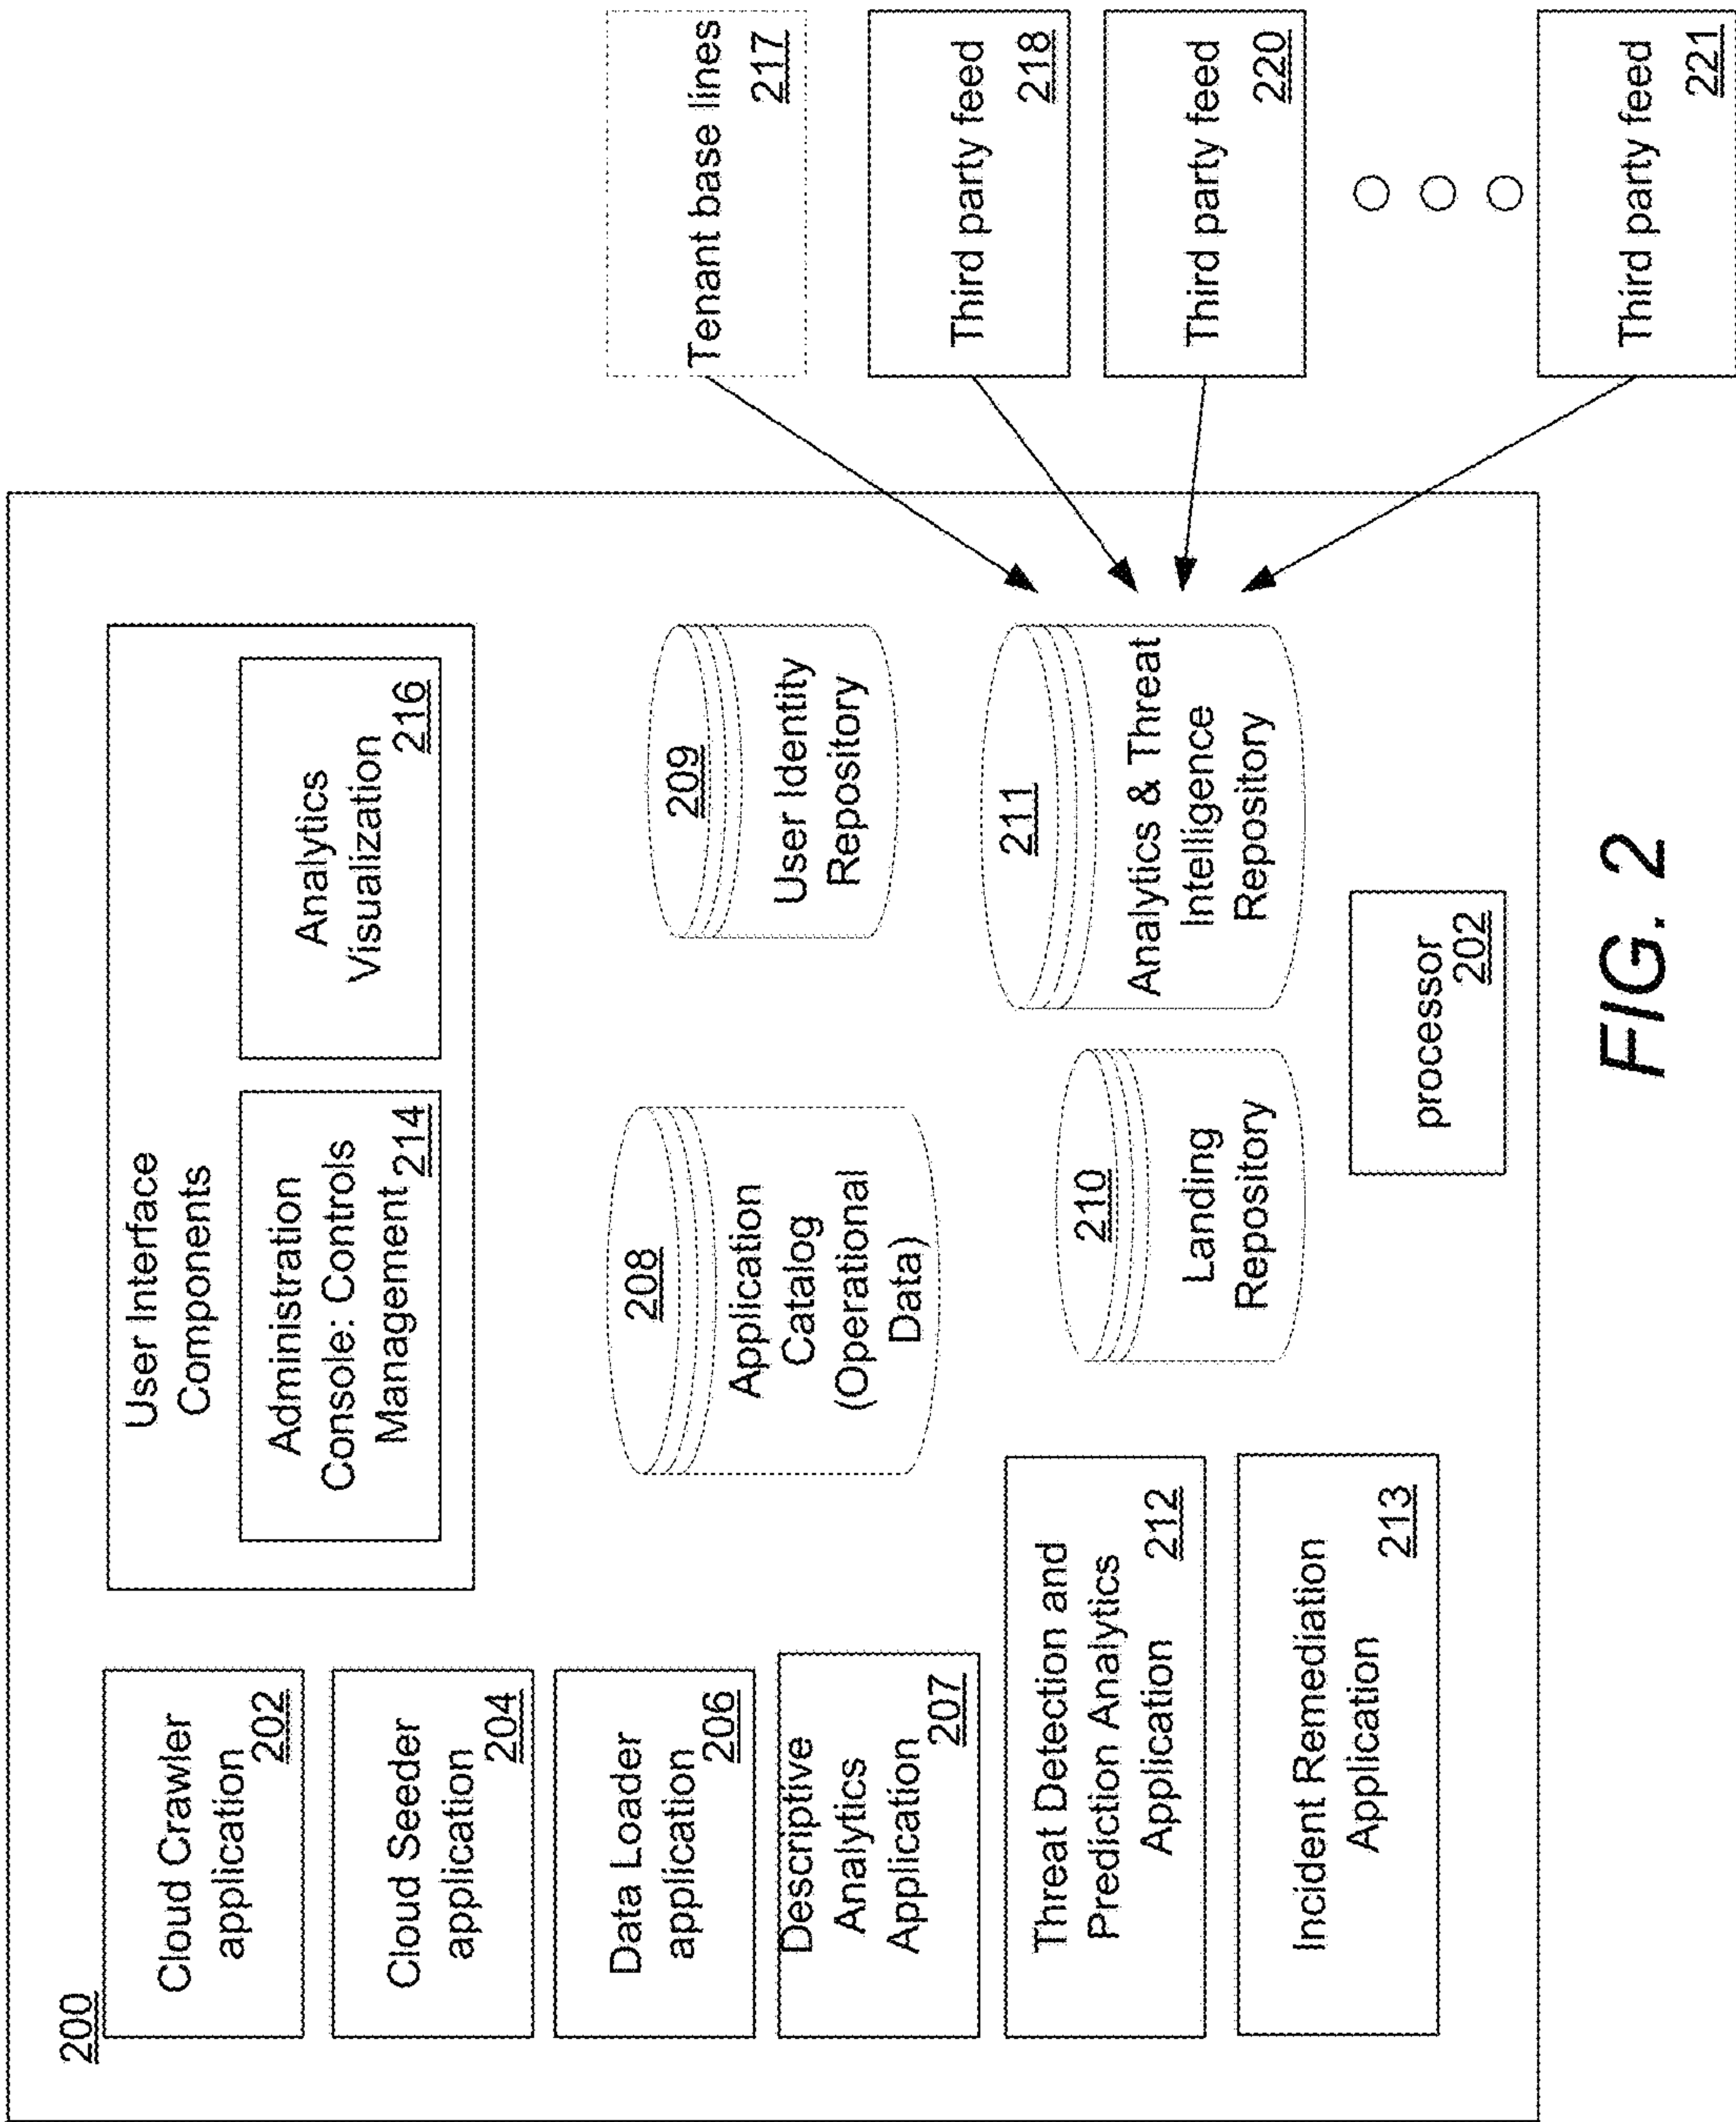 200
Cloud Crawler
application
202
Cloud Seeder
application
204
Data Loader
application
206
Descriptive
Analytics
Application
207
Threat Detection and
Prediction Analytics
Application
212
Incident Remediation
Application
213
User Interface
Components
Administration
Console: Controls
Management
214
Analytics
Visualization
216
208
Application
Catalog
(Operational
Data)
209
User Identity
Repository
210
Landing
Repository
211
Analytics & Threat
Intelligence
Repository
processor
202
Tenant base lines
217
Third party feed
218
Third party feed
220
Third party feed
221
FIG. 2